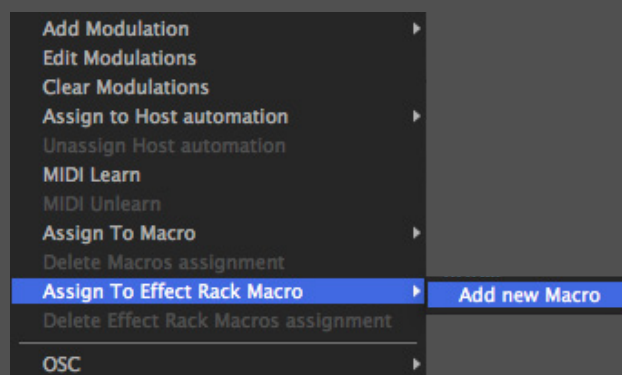 Add Modulation
Edit Modulations
Clear Modulations
Assign to Host automation
Unassign Host automation
MIDI Learn
MIDI Unlearn
Assign To Macro
Delete Macros assignment
Assign To Effect Rack Macro
Add new Macro
Delete Effect Rack Macros assignment
OSC